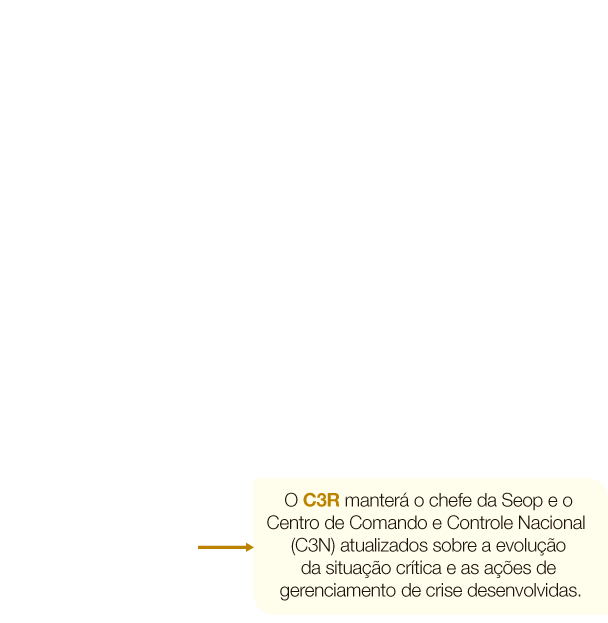 O C3R manterá o chefe da Seop e o
Centro de Comando e Controle Nacional
(C3N) atualizados sobre a evolução
da situação crítica e as ações de
gerenciamento de crise desenvolvidas.